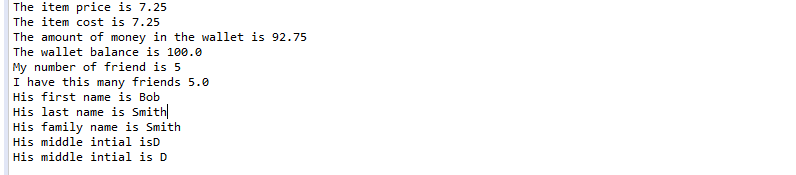 The item price is 7.25
The item cost is 7.25
The amount of money in the wallet is 92.75
The wallet balance is 100.0
My number of friend is 5
I have this many friends 5.0
His first name is Bob
His last name is Smith
His family name is Smith
His middle intial isD
His middle intial is D